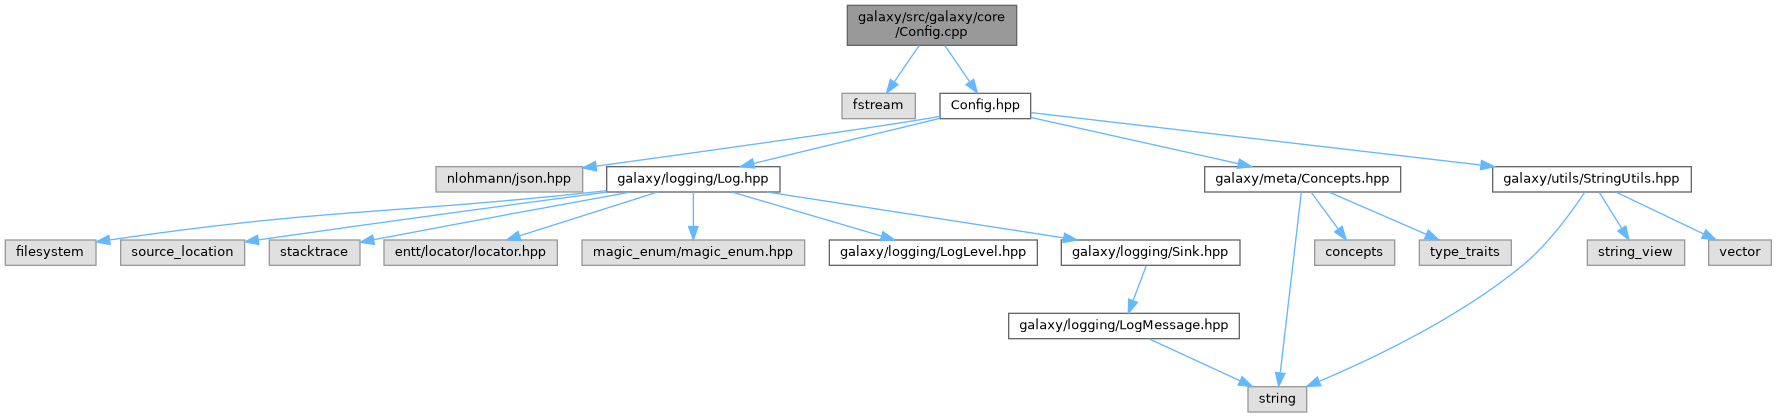 galaxy/src/galaxy/core
/Config.cpp
fstream
Config.hpp
nlohmann/json.hpp
galaxy/logging/Log.hpp
galaxy/meta/Concepts.hpp
galaxy/utils/StringUtils.hpp
filesystem
source_location
stacktrace
entt/locator/locator.hpp
magic_enum/magic_enum.hpp
galaxy/logging/LogLevel.hpp
galaxy/logging/Sink.hpp
concepts
type_traits
string_view
vector
galaxy/logging/LogMessage.hpp
string